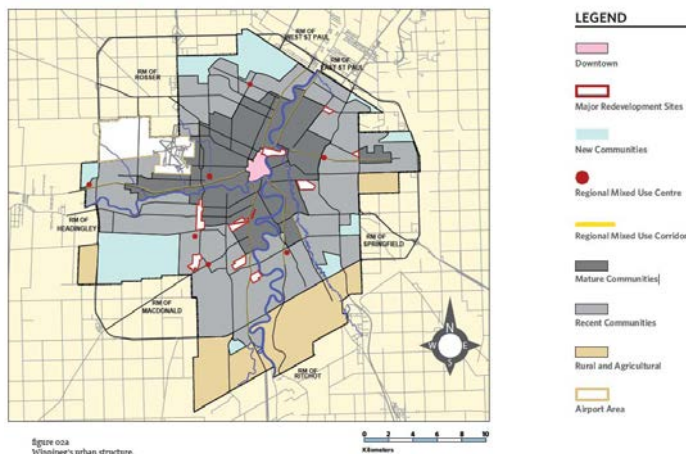 RM OF
WEST ST PAUL
RM OF
EAST ST PAUL
RM OF
ROSSER
RM OF
HEADINGLEY
RM OF
SPRINGFIELD
RM OF
MACDONALD
RM OF
RITCHOT
N
W E
S
LEGEND
Downtown
Major Redevelopment Sites
New Communities
Regional Mixed Use Centre
Regional Mixed Use Corridor
Mature Communities
Recent Communities
Rural and Agricultural
Airport Area
figure 02a
Winnipeg's urban structure
0 2 4 6 8 10
Kilometers